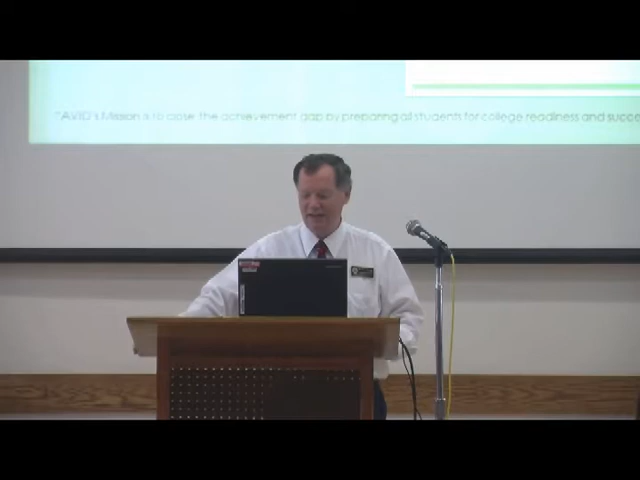 "AVID's Mission is to close the achievement gap by preparing all students for college readiness and succe